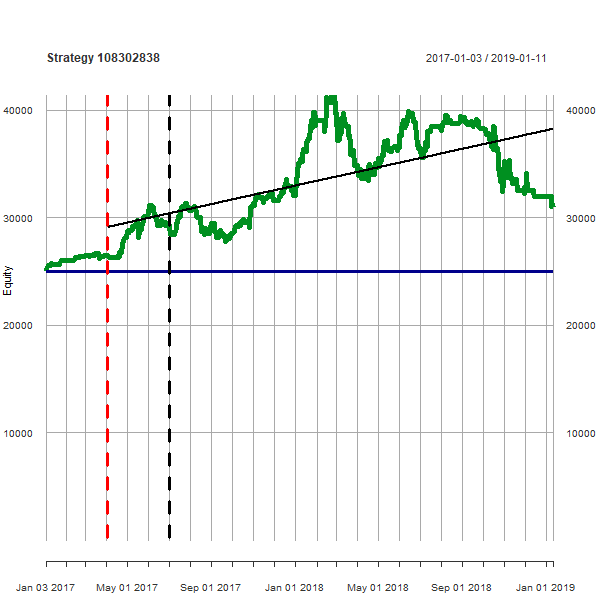 Strategy 108302838
2017-01-03 / 2019-01-11
40000
40000
30000
30000
Equity
20000
20000
10000
10000
Jan 03 2017
May 01 2017
Sep 01 2017
Jan 01 2018
May 01 2018
Sep 01 2018
Jan 01 2019